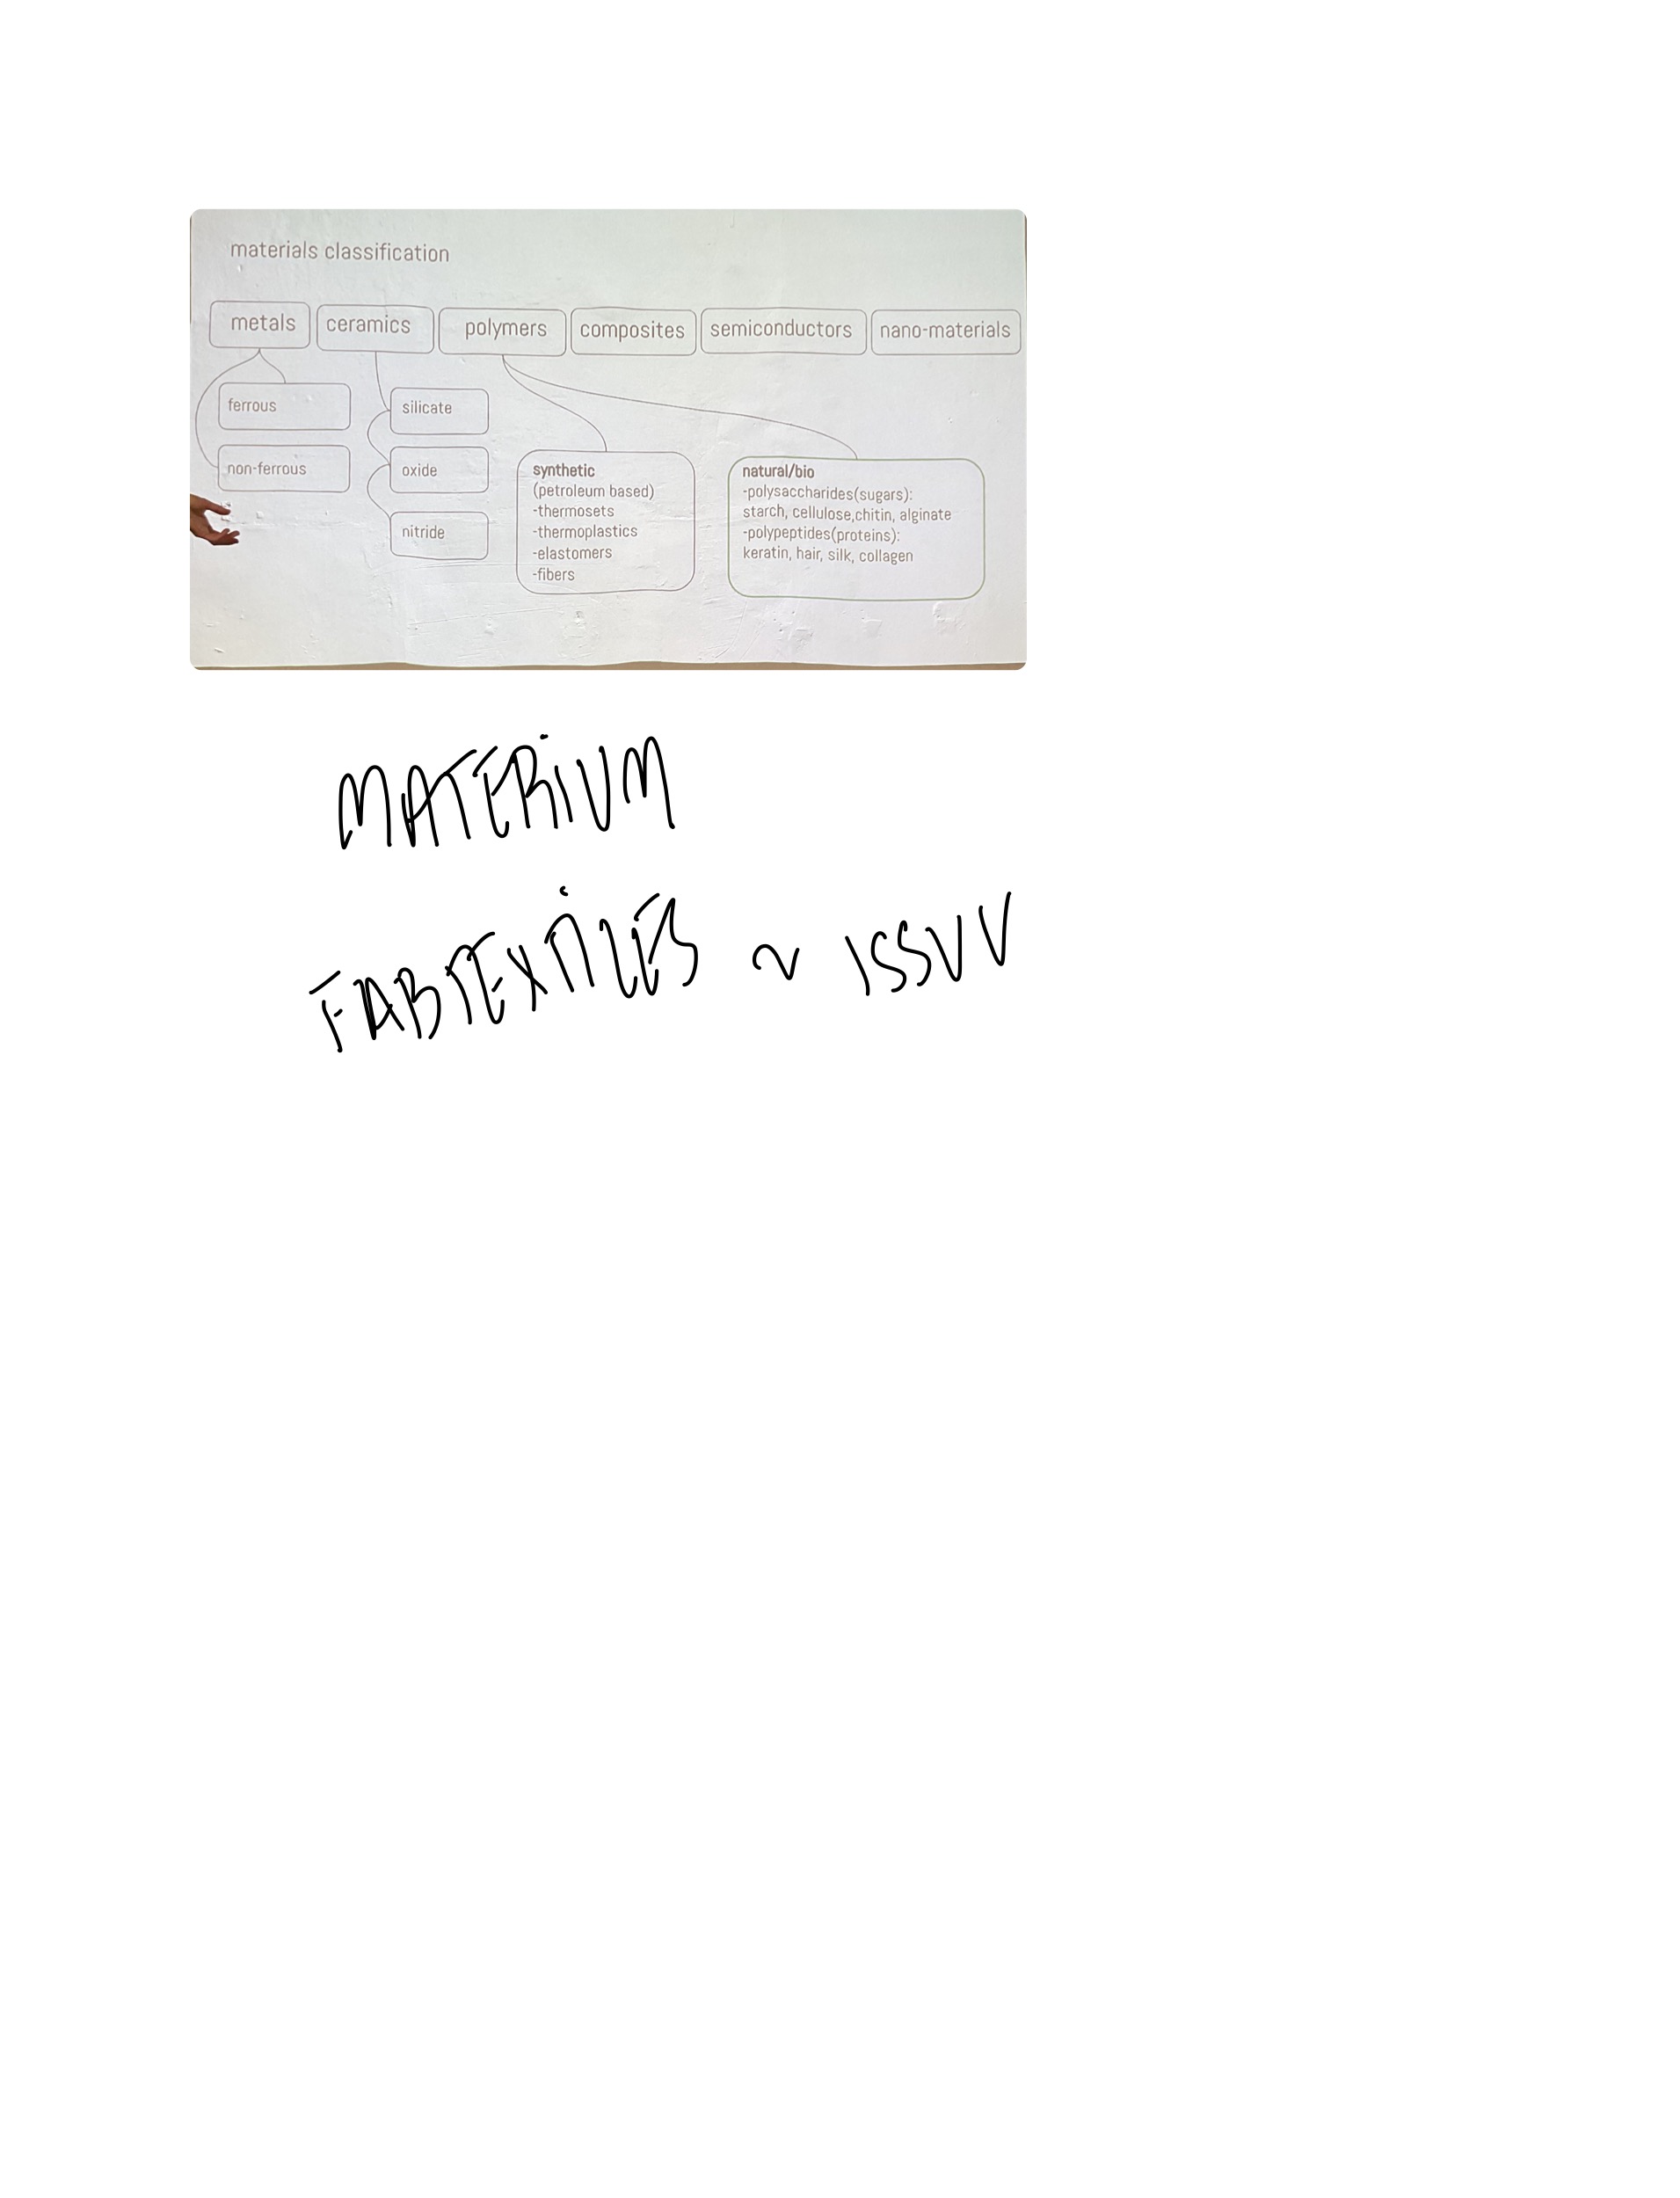 materials classification
metals ceramics polymers composites semiconductors nano-materials
ferrous
non-ferrous
silicate
oxide
nitride
synthetic
(petroleum based)
-thermosets
-thermoplastics
-elastomers
-fibers
natural/bio
-polysaccharides(sugars):
starch, cellulose,chitin, alginate
-polypeptides(proteins):
keratin, hair, silk, collagen
MATERiUM
FABTEXTiLES ~ ISSUU